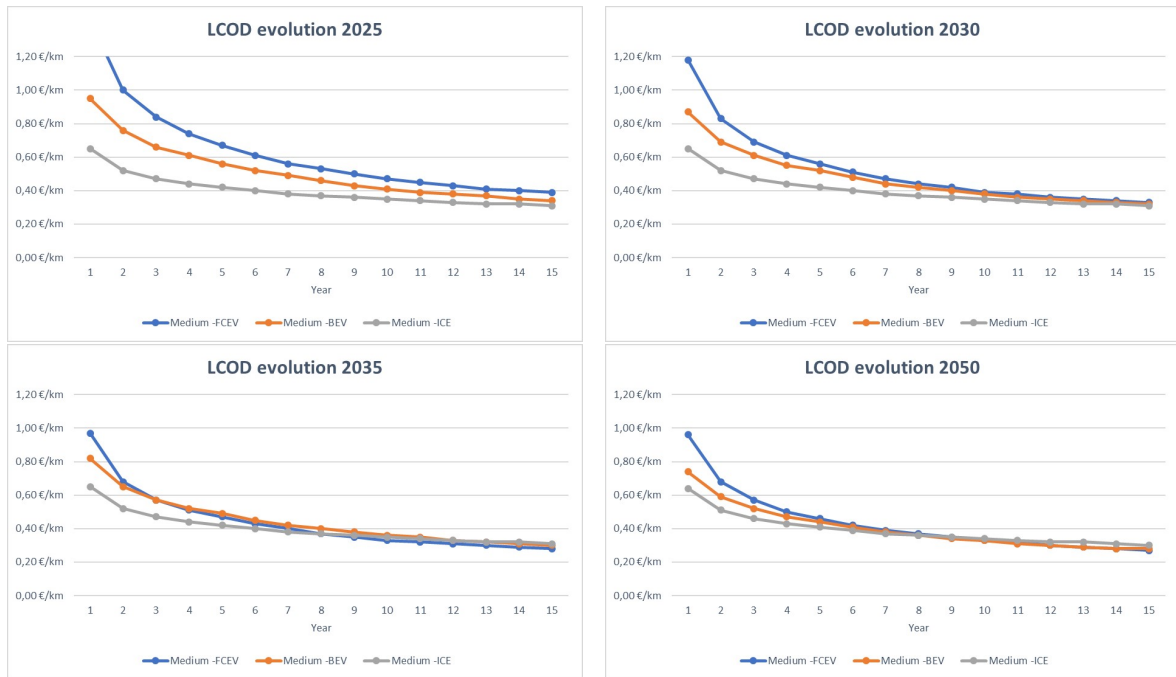 LCOD evolution 2025
1,20 €/km
1,00 €/km
0,80 €/km
0,60 €/km
0,40 €/km
0,20 €/km
0,00 €/km
1 2 3 4 5 6 7 8 9 10 11 12 13 14 15
Year
Medium -FCEV Medium -BEV Medium -ICE
LCOD evolution 2030
1,20 €/km
1,00 €/km
0,80 €/km
0,60 €/km
0,40 €/km
0,20 €/km
0,00 €/km
1 2 3 4 5 6 7 8 9 10 11 12 13 14 15
Year
Medium -FCEV Medium -BEV Medium -ICE
LCOD evolution 2035
1,20 €/km
1,00 €/km
0,80 €/km
0,60 €/km
0,40 €/km
0,20 €/km
0,00 €/km
1 2 3 4 5 6 7 8 9 10 11 12 13 14 15
Year
Medium -FCEV Medium -BEV Medium -ICE
LCOD evolution 2050
1,20 €/km
1,00 €/km
0,80 €/km
0,60 €/km
0,40 €/km
0,20 €/km
0,00 €/km
1 2 3 4 5 6 7 8 9 10 11 12 13 14 15
Year
Medium -FCEV Medium -BEV Medium -ICE